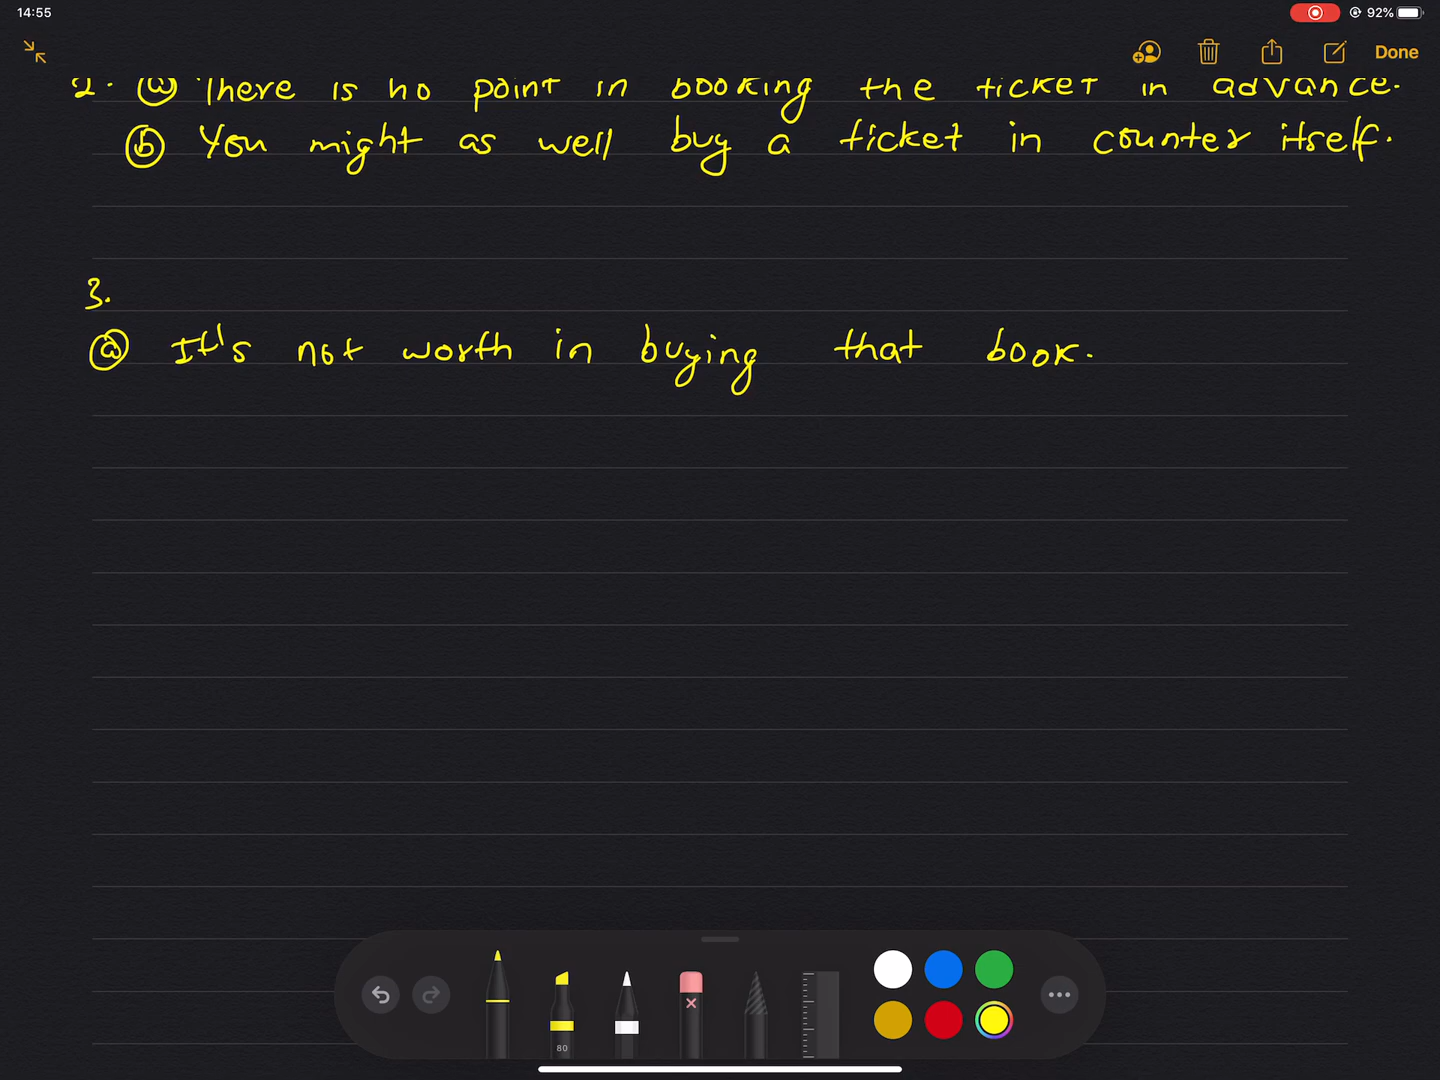 14:55
92%
Done
2. ⓐ There is no point in booking the ticket in advance.
ⓑ You might as well buy a ticket in counter itself.
3.
ⓐ It's not worth in buying that book.
80